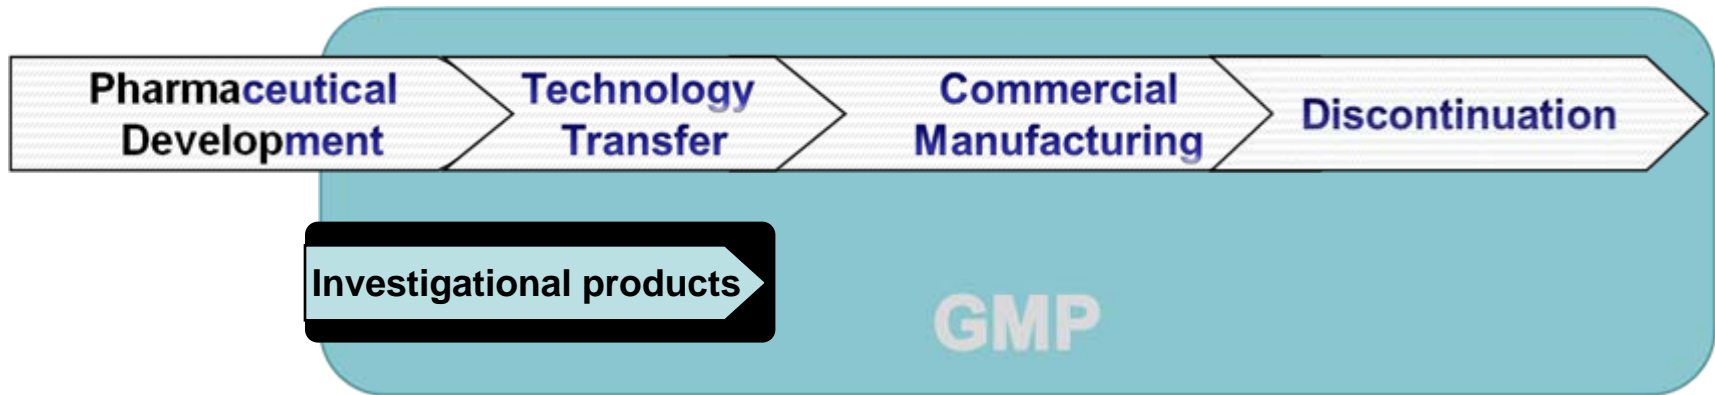 Pharmaceutical
Development
Technology
Transfer
Commercial
Manufacturing
Discontinuation
Investigational products
GMP